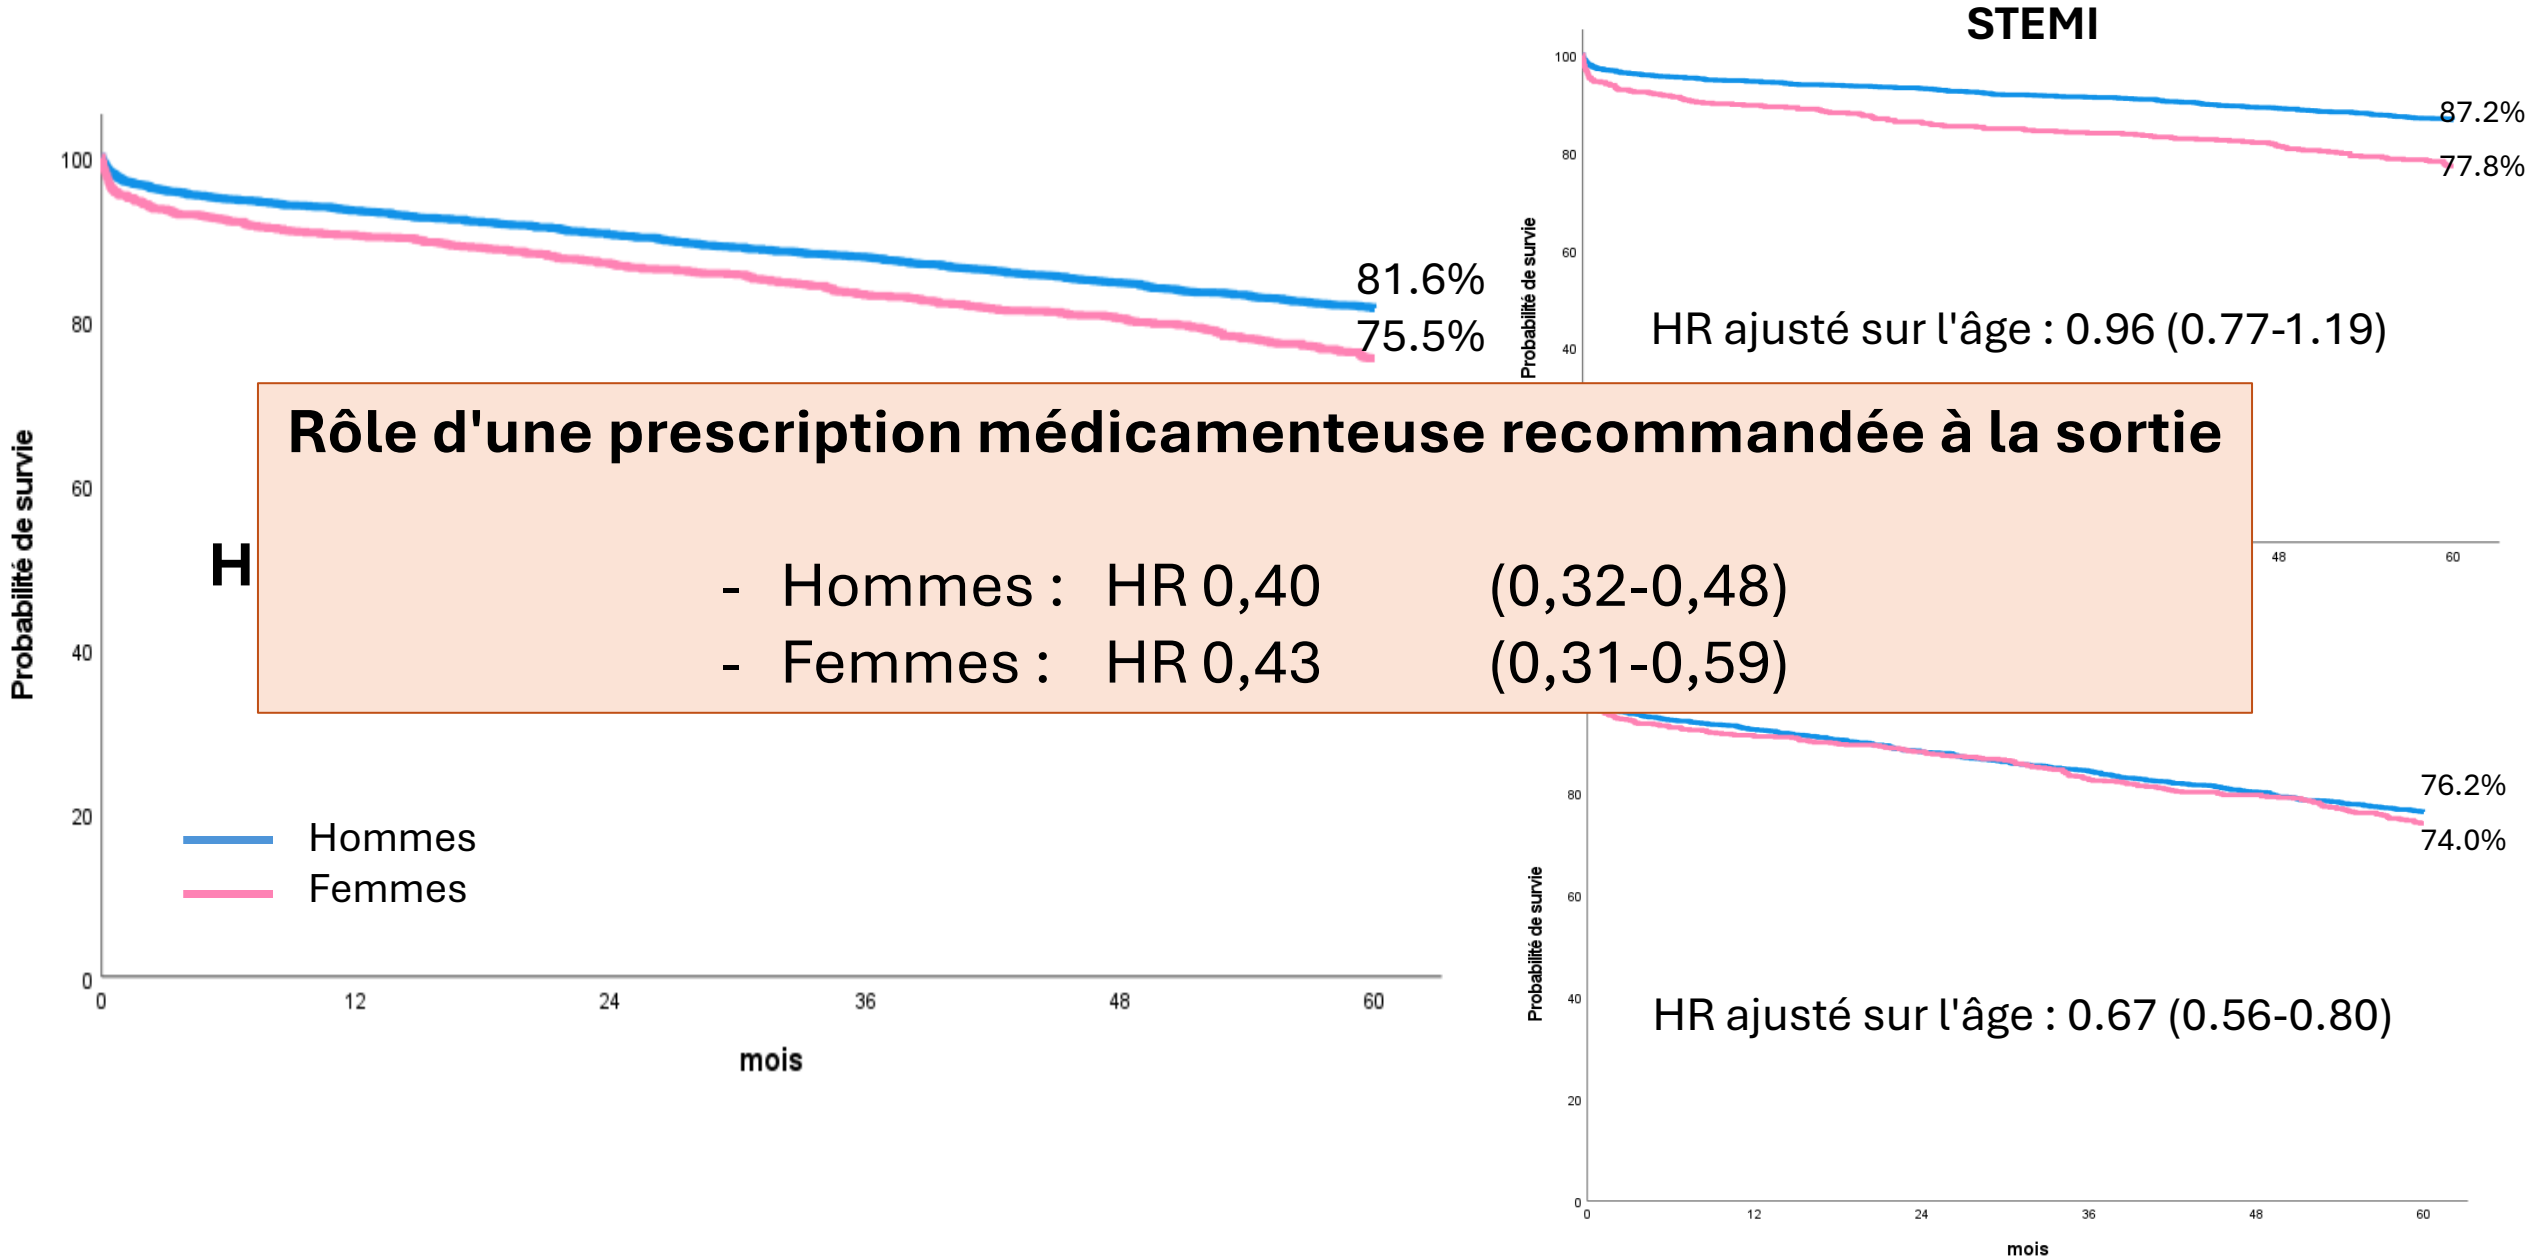 100
80
60
40
20
0
Probabilité de survie
0 12 24 36 48 60
mois
81.6%
75.5%
H
Hommes
Femmes
STEMI
100
80
60
40
Probabilité de survie
87.2%
77.8%
HR ajusté sur l'âge : 0.96 (0.77-1.19)
48 60
Rôle d'une prescription médicamenteuse recommandée à la sortie
- Hommes : HR 0,40 (0,32-0,48)
- Femmes : HR 0,43 (0,31-0,59)
80
60
40
20
0
Probabilité de survie
76.2%
74.0%
HR ajusté sur l'âge : 0.67 (0.56-0.80)
0 12 24 36 48 60
mois